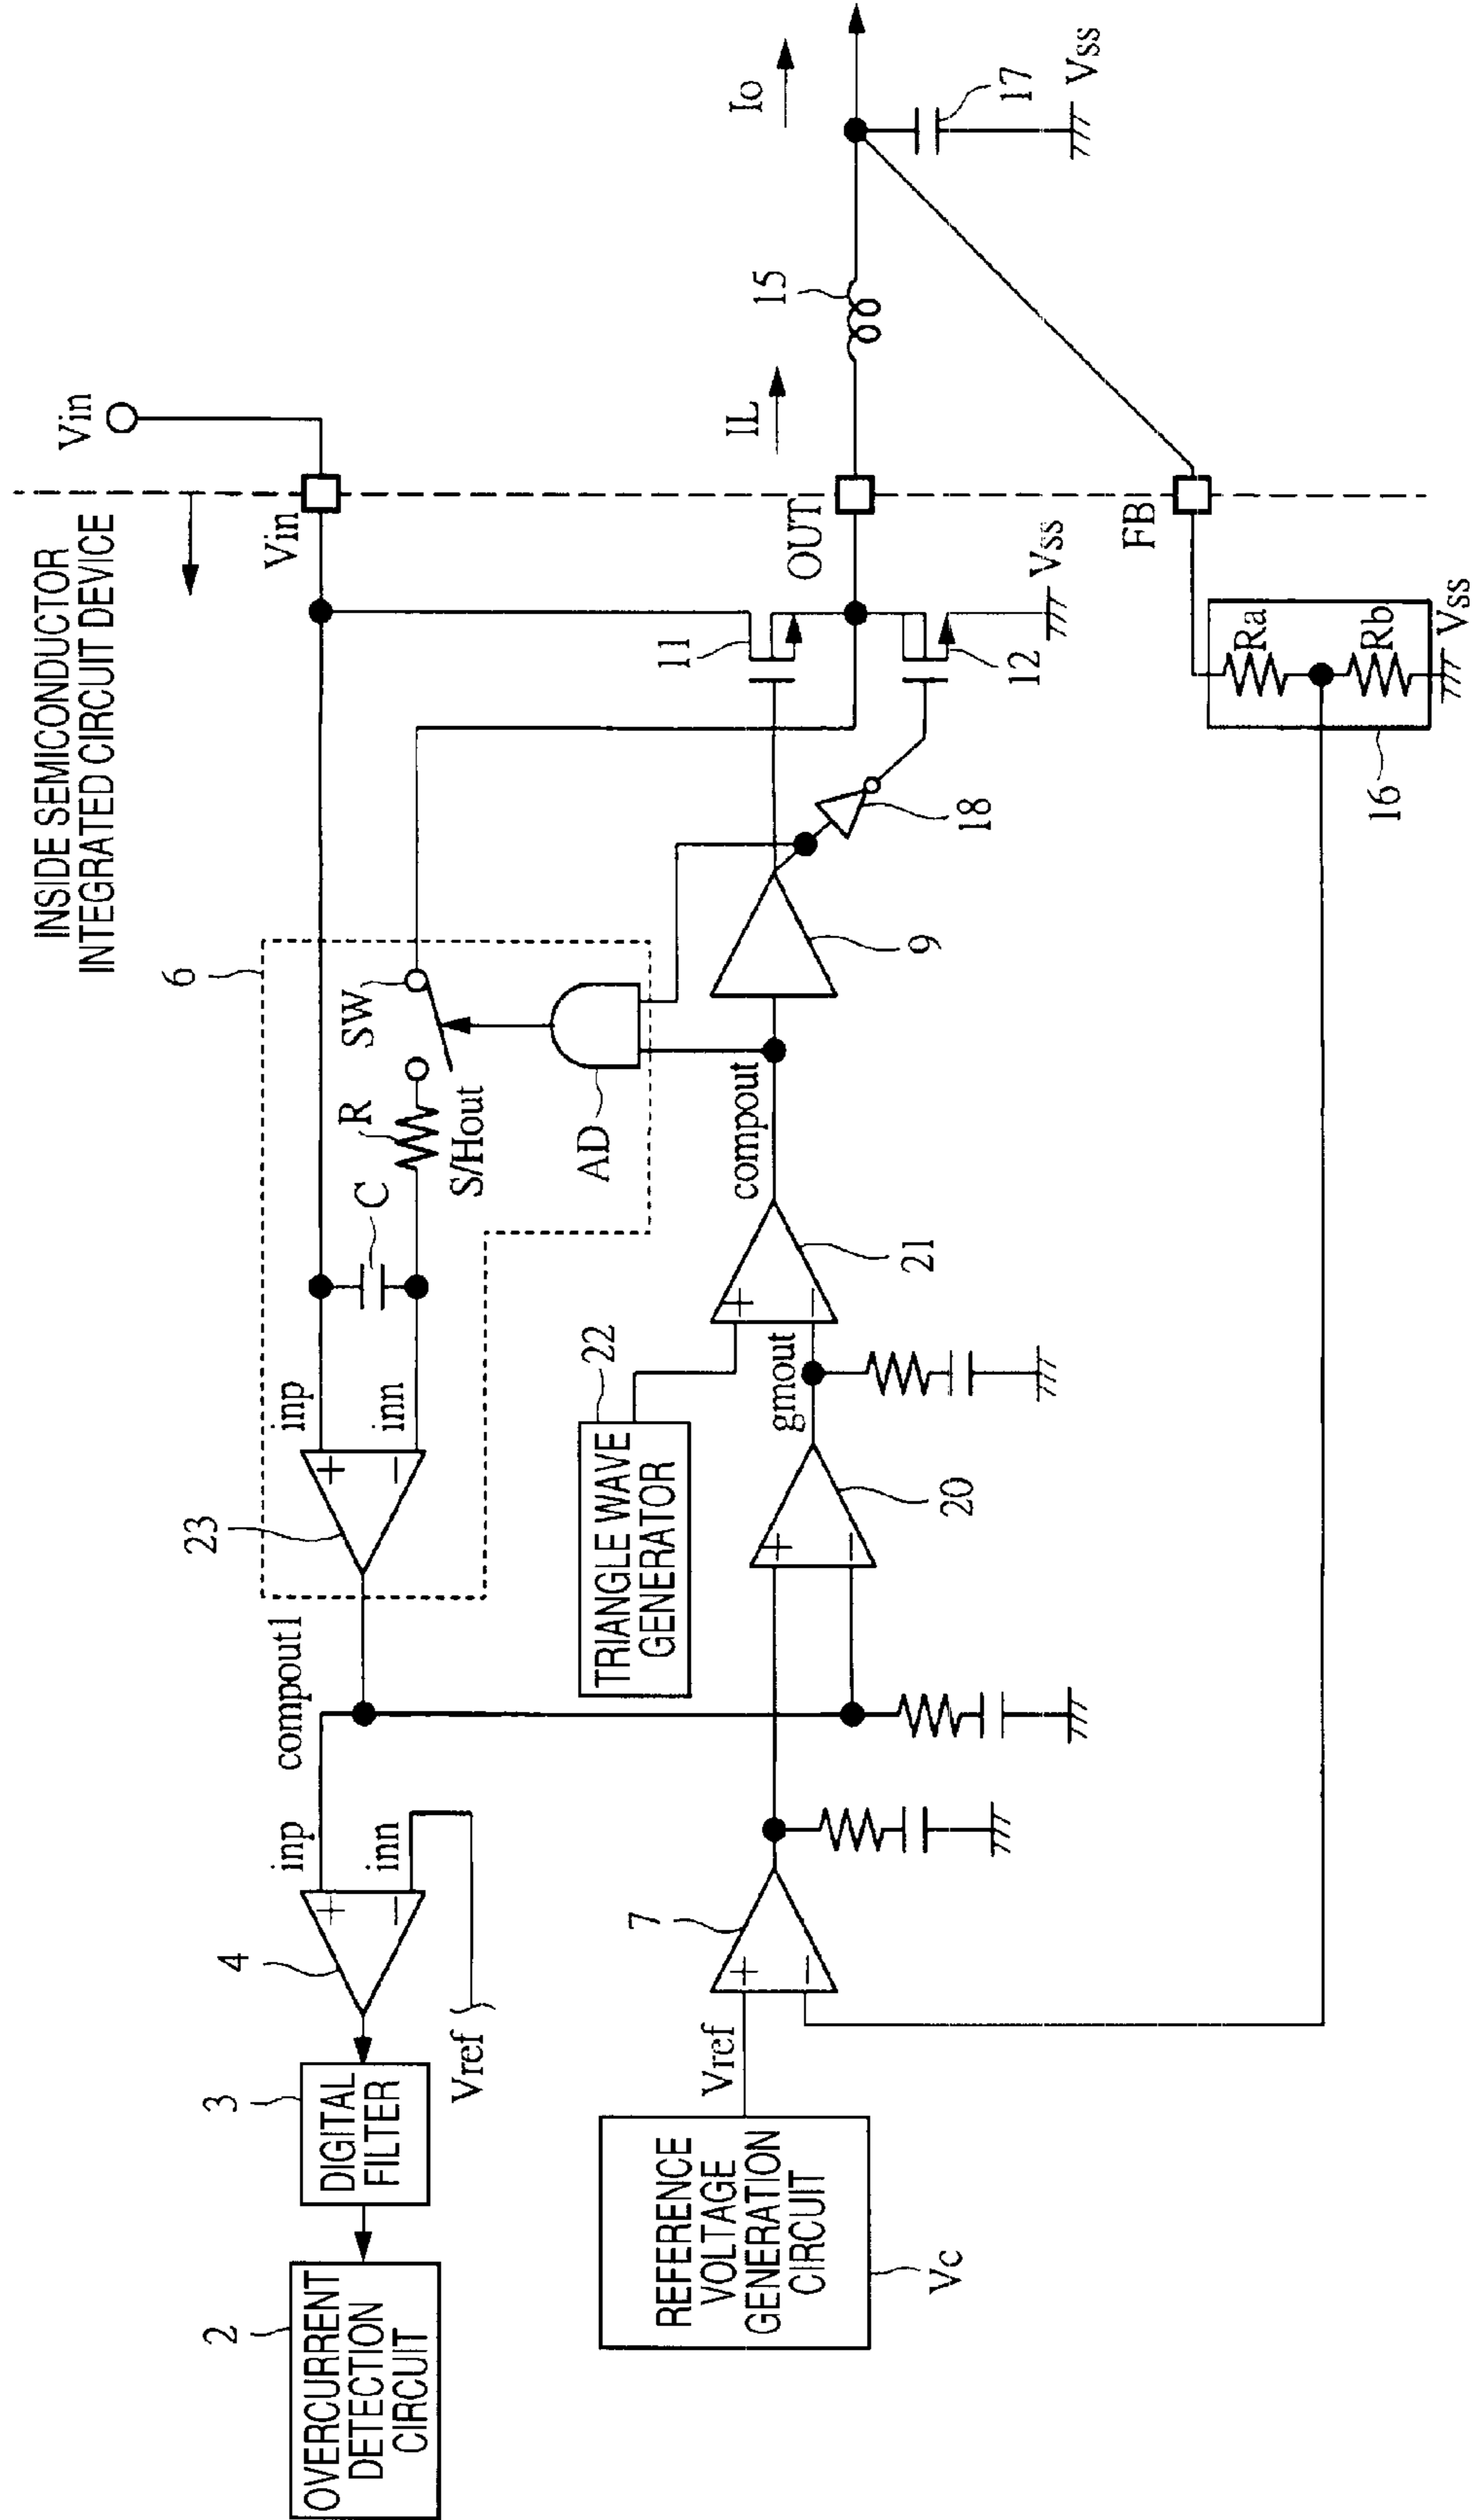 INSIDE SEMICONDUCTOR
INTEGRATED CIRCUIT DEVICE
Vin
Vin
6
23
compout1
inp
inn
+
−
C
R
SW
S/Hout
AD
inp
inn
+
−
4
Vref
3
DIGITAL
FILTER
2
OVERCURRENT
DETECTION
CIRCUIT
TRIANGLE WAVE
GENERATOR
22
REFERENCE
VOLTAGE
GENERATION
CIRCUIT
Vc
Vref
7
+
−
20
+
−
gmout
21
+
−
compout
9
18
11
12
Vss
OUT
IL
15
Io
17
Vss
FB
16
Ra
Rb
Vss